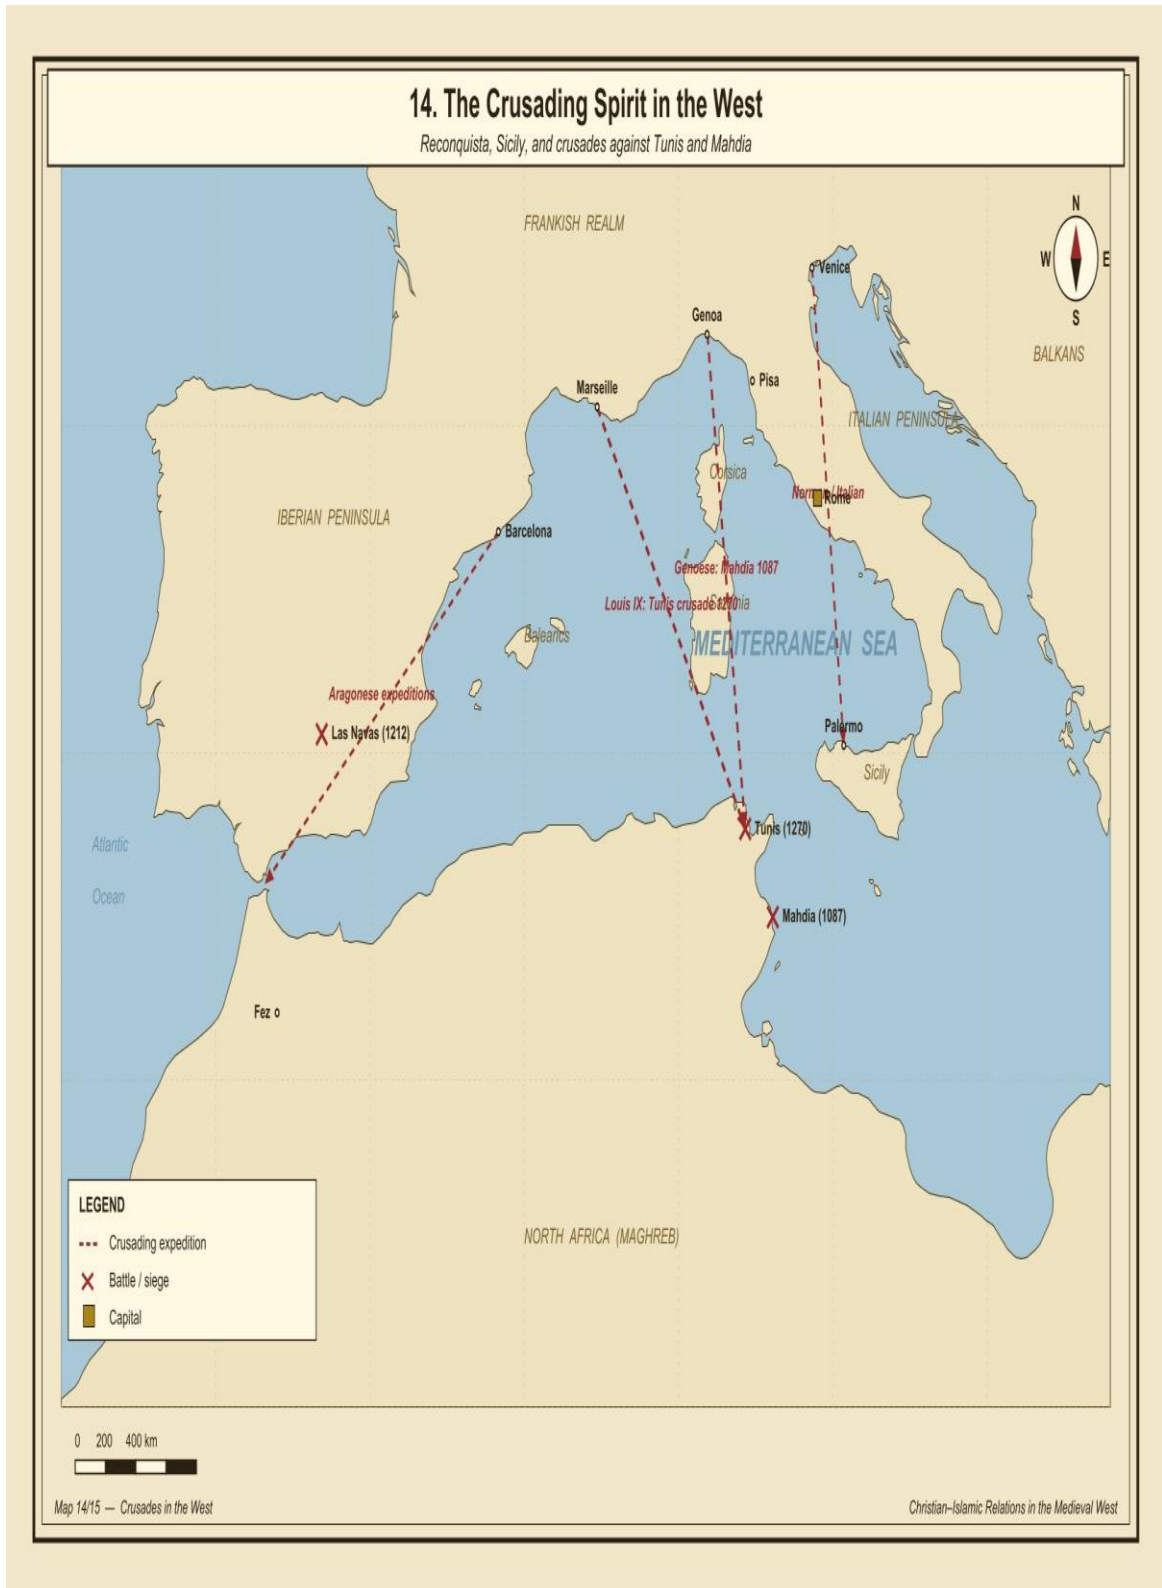 14. The Crusading Spirit in the West
Reconquista, Sicily, and crusades against Tunis and Mahdia
N
W E
S
FRANKISH REALM
Venice
Genoa
BALKANS
Pisa
Marseille
ITALIAN PENINSULA
Corsica
Norman / Italian
Rome
IBERIAN PENINSULA
Barcelona
Genoese: Mahdia 1087
Louis IX: Tunis crusade 1270
Sardinia
Balearics
MEDITERRANEAN SEA
Aragonese expeditions
Las Navas (1212)
Palermo
Sicily
Tunis (1270)
Atlantic
Ocean
Mahdia (1087)
Fez
LEGEND
Crusading expedition
Battle / siege
Capital
NORTH AFRICA (MAGHREB)
0 200 400 km
Map 14/15 — Crusades in the West
Christian–Islamic Relations in the Medieval West